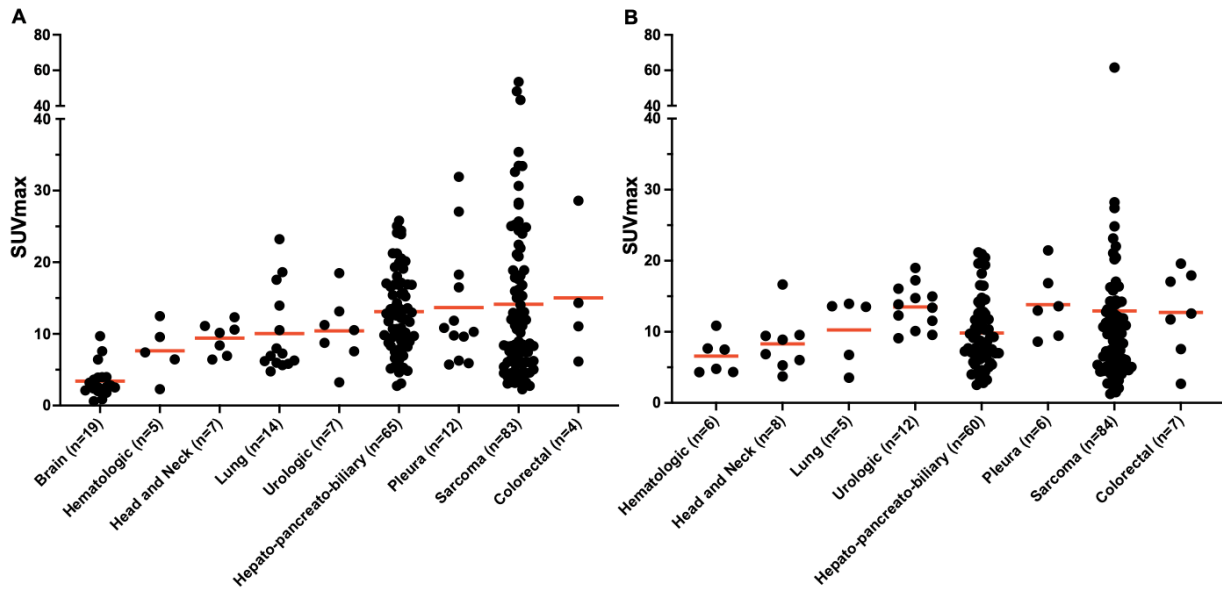 A
SUVmax
80
60
40
40
30
20
10
0
Brain (n=19)
Hematologic (n=5)
Head and Neck (n=7)
Lung (n=14)
Urologic (n=7)
Hepato-pancreato-biliary (n=65)
Pleura (n=12)
Sarcoma (n=83)
Colorectal (n=4)
B
SUVmax
80
60
40
40
30
20
10
0
Hematologic (n=6)
Head and Neck (n=8)
Lung (n=5)
Urologic (n=12)
Hepato-pancreato-biliary (n=60)
Pleura (n=6)
Sarcoma (n=84)
Colorectal (n=7)